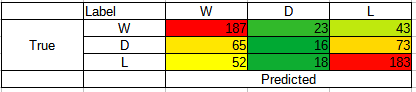 Label W D L
W 187 23 43
True D 65 16 73
L 52 18 183
Predicted